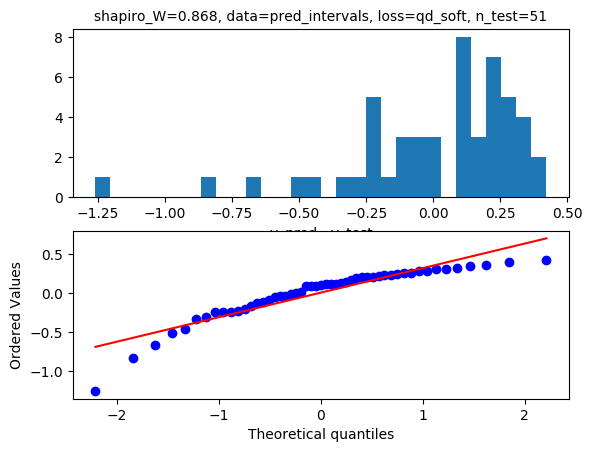 shapiro_W=0.868, data=pred_intervals, loss=qd_soft, n_test=51
8
6
4
2
0
−1.25 −1.00 −0.75 −0.50 −0.25 0.00 0.25 0.50
0.5
0.0
−0.5
−1.0
Ordered Values
−2 −1 0 1 2
Theoretical quantiles